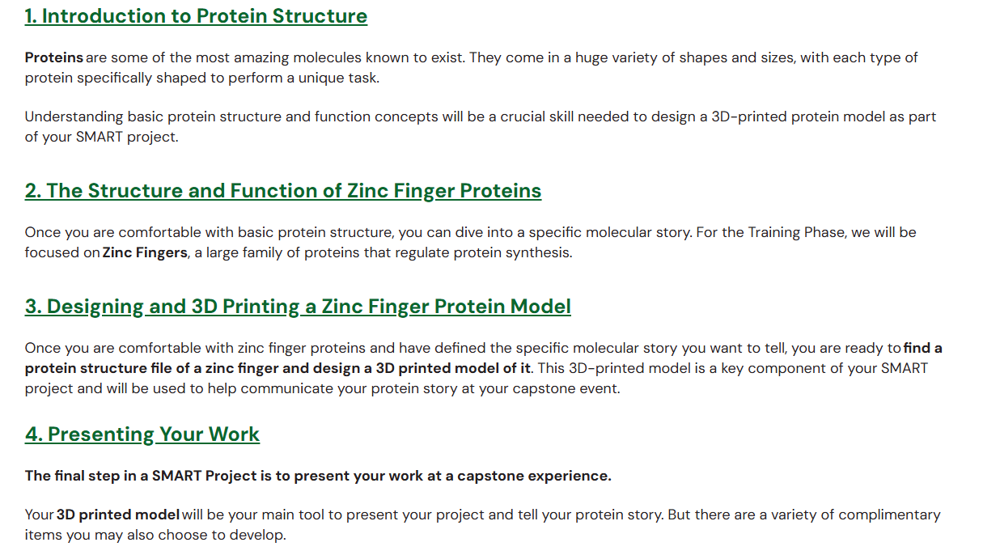 1. Introduction to Protein Structure
Proteins are some of the most amazing molecules known to exist. They come in a huge variety of shapes and sizes, with each type of
protein specifically shaped to perform a unique task.
Understanding basic protein structure and function concepts will be a crucial skill needed to design a 3D-printed protein model as part
of your SMART project.
2. The Structure and Function of Zinc Finger Proteins
Once you are comfortable with basic protein structure, you can dive into a specific molecular story. For the Training Phase, we will be
focused on Zinc Fingers, a large family of proteins that regulate protein synthesis.
3. Designing and 3D Printing a Zinc Finger Protein Model
Once you are comfortable with zinc finger proteins and have defined the specific molecular story you want to tell, you are ready to find a
protein structure file of a zinc finger and design a 3D printed model of it. This 3D-printed model is a key component of your SMART
project and will be used to help communicate your protein story at your capstone event.
4. Presenting Your Work
The final step in a SMART Project is to present your work at a capstone experience.
Your 3D printed model will be your main tool to present your project and tell your protein story. But there are a variety of complimentary
items you may also choose to develop.